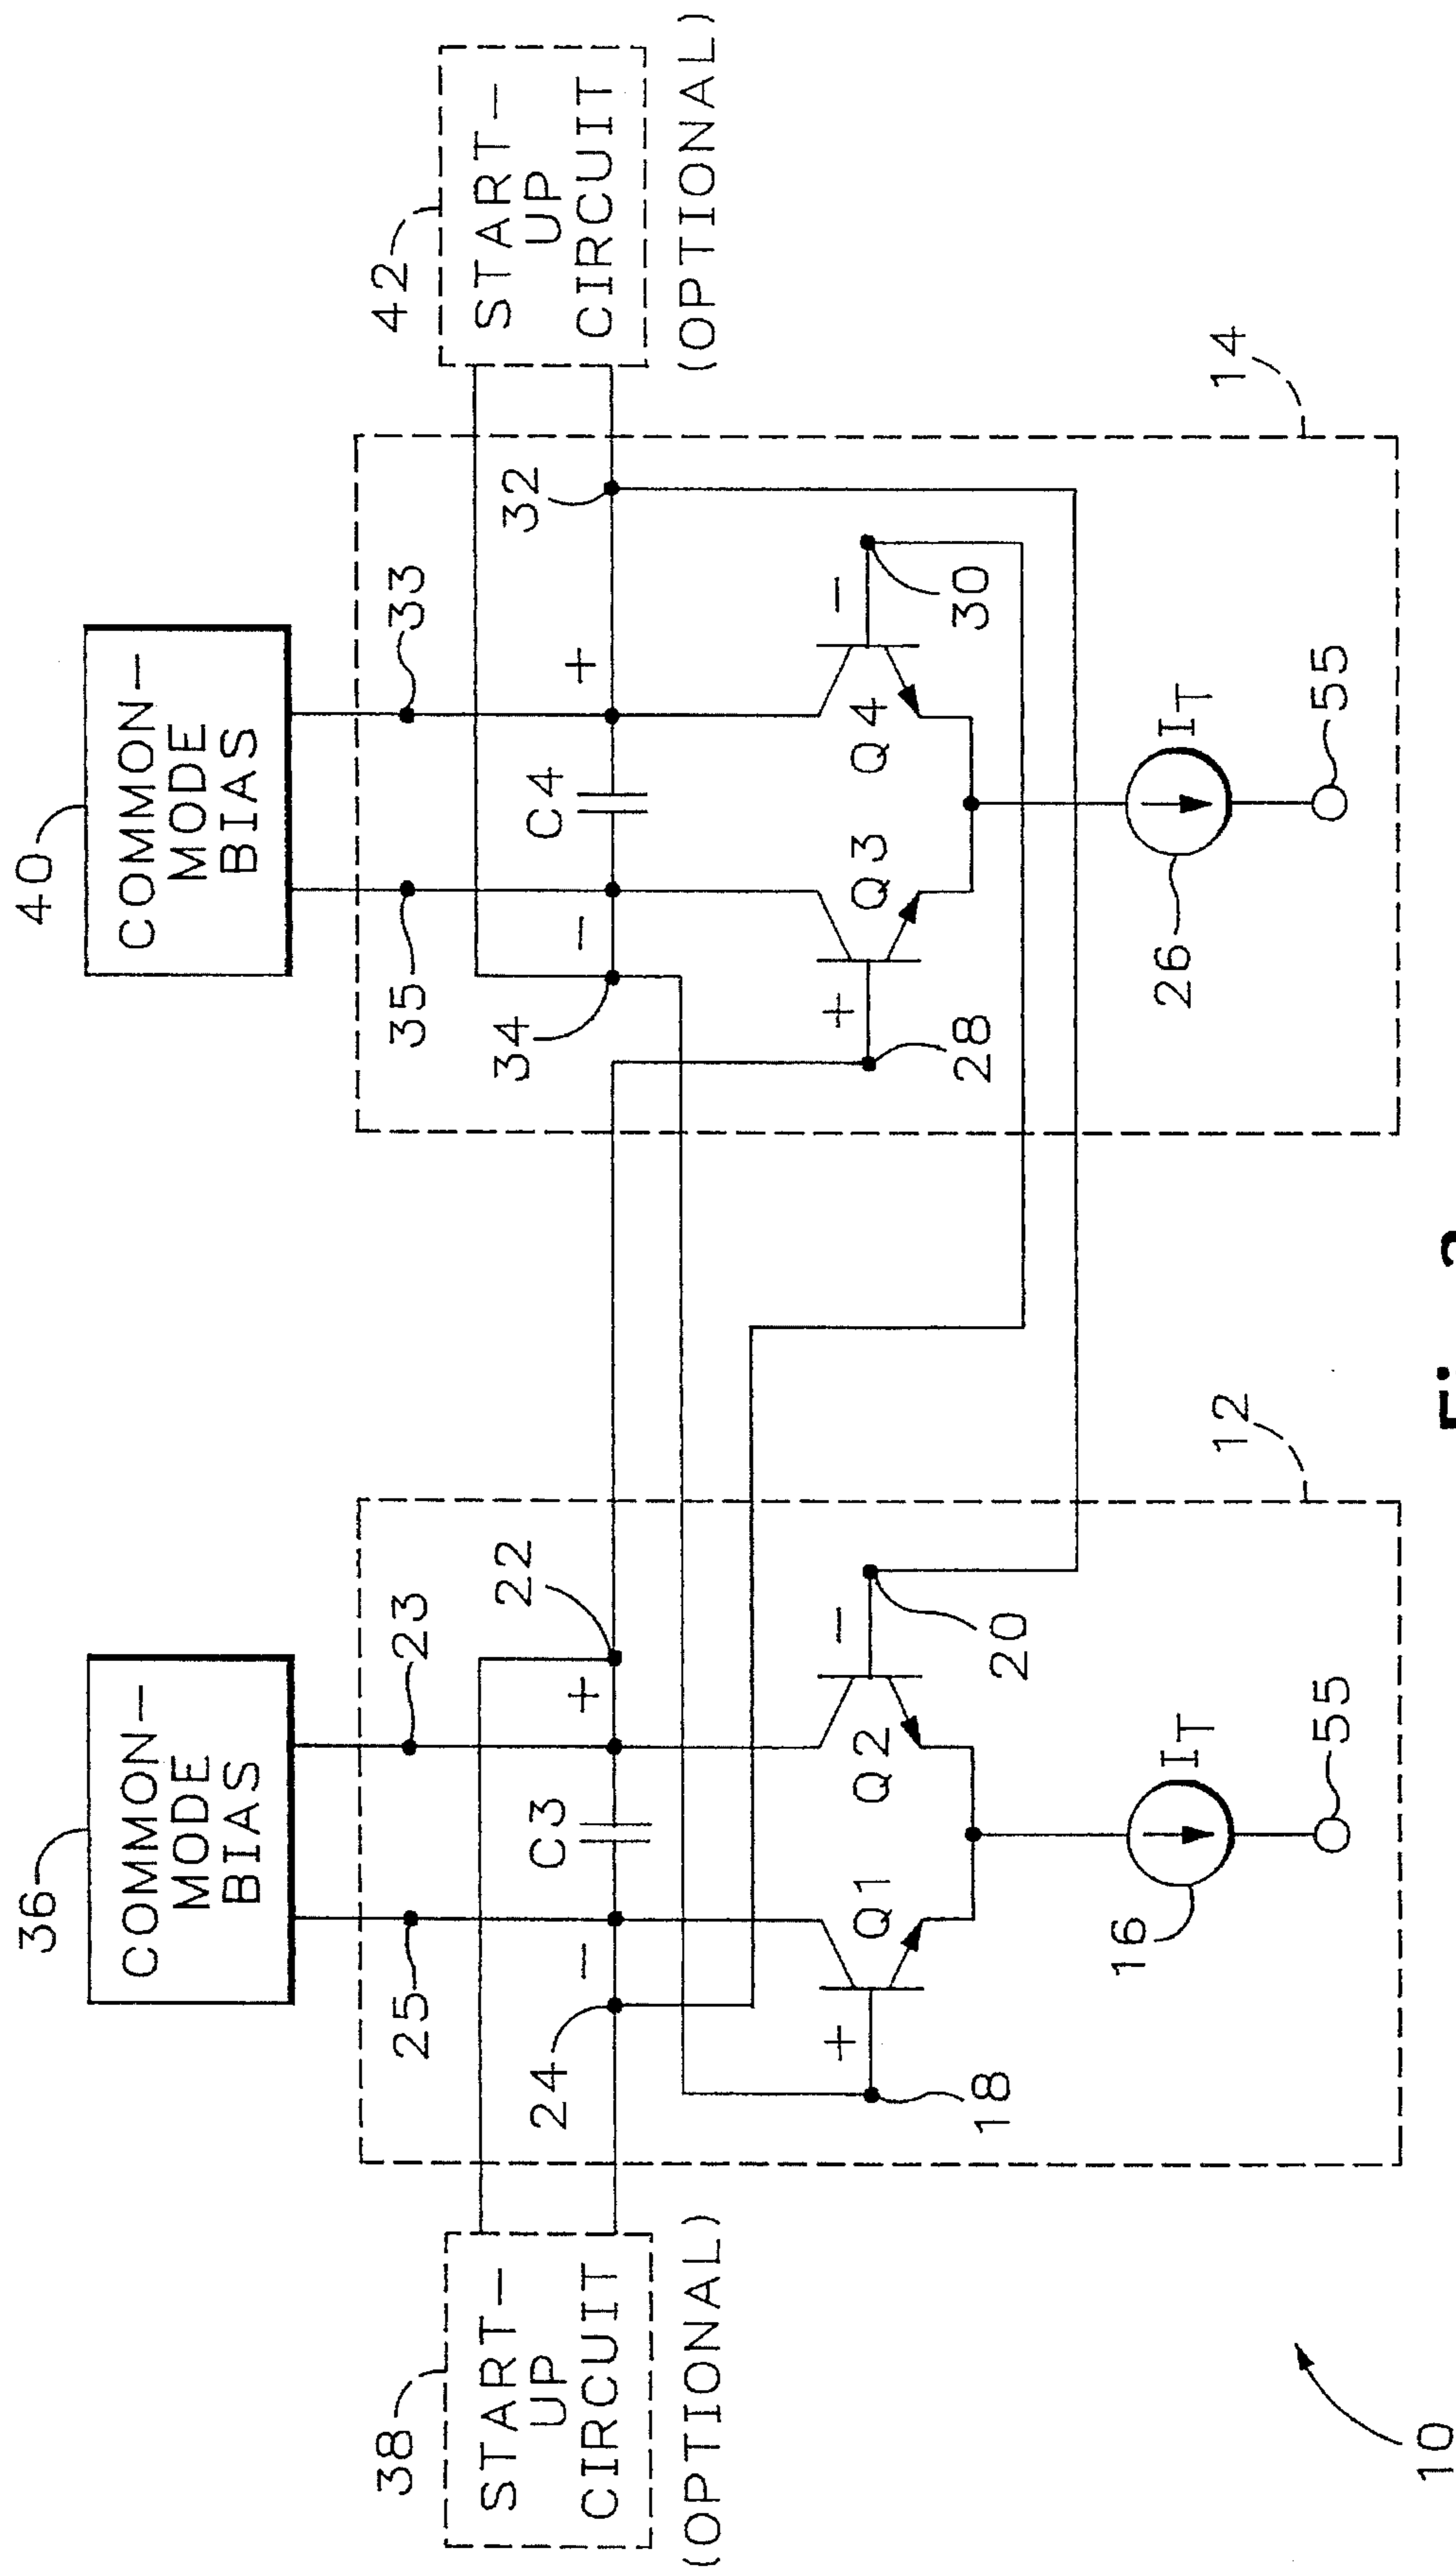 36
COMMON-
MODE
BIAS
40
COMMON-
MODE
BIAS
38
START-
UP
CIRCUIT
(OPTIONAL)
25
23
35
33
42
START-
UP
CIRCUIT
(OPTIONAL)
24
-
C3
+
22
34
-
C4
+
32
18
+
Q1
Q2
-
20
28
+
Q3
Q4
-
30
16
IT
55
12
26
IT
55
14
10